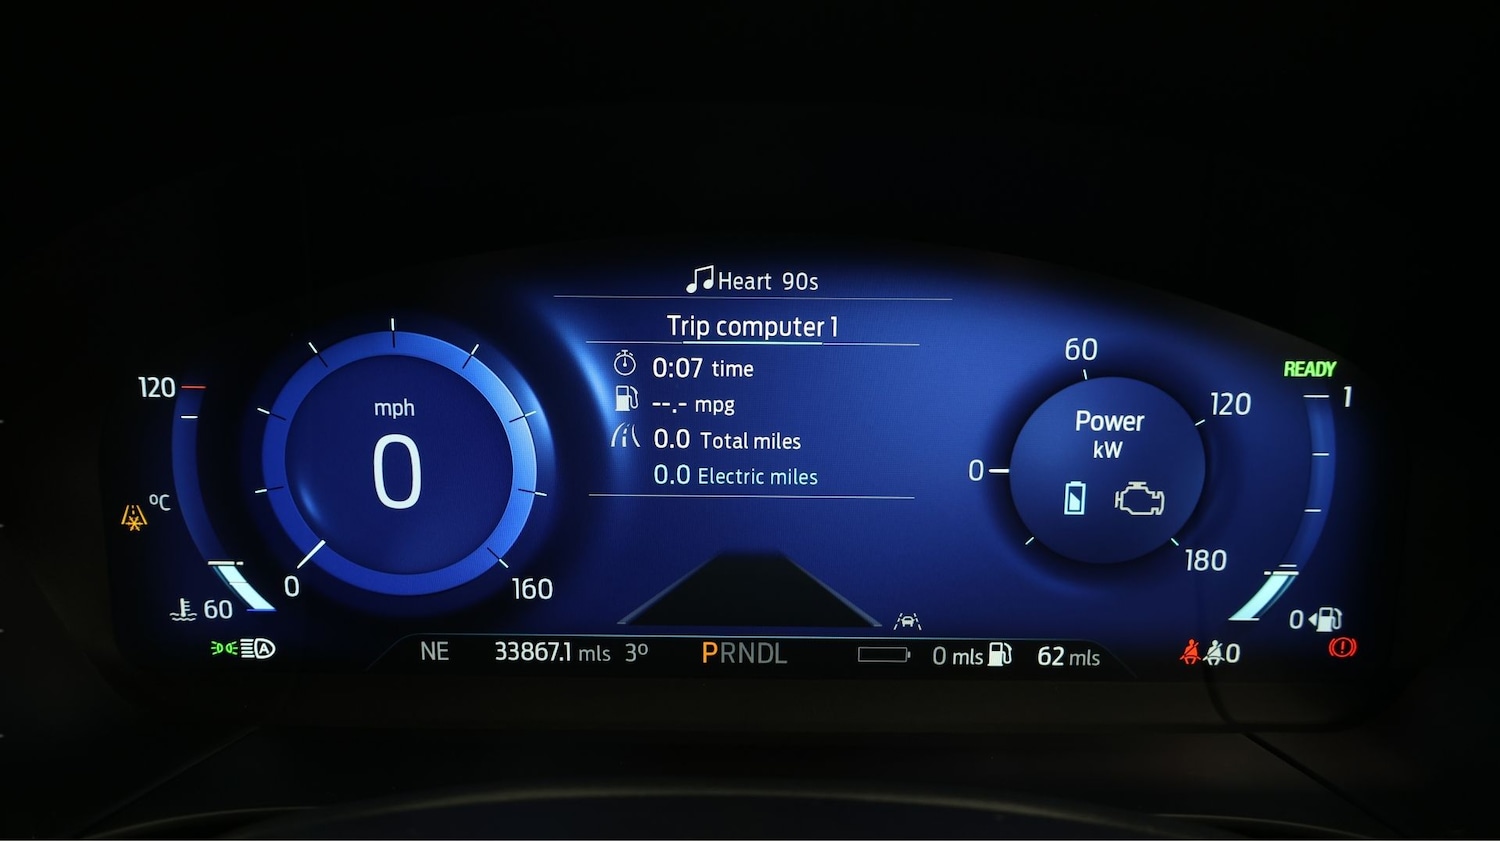 Heart 90s
Trip computer 1
0:07 time
--.- mpg
0.0 Total miles
0.0 Electric miles
120
°C
60
mph
0
0
160
Power
kW
0
60
120
180
READY
1
0
A
NE 33867.1 mls 3° PRNDL 0 mls 62 mls
0